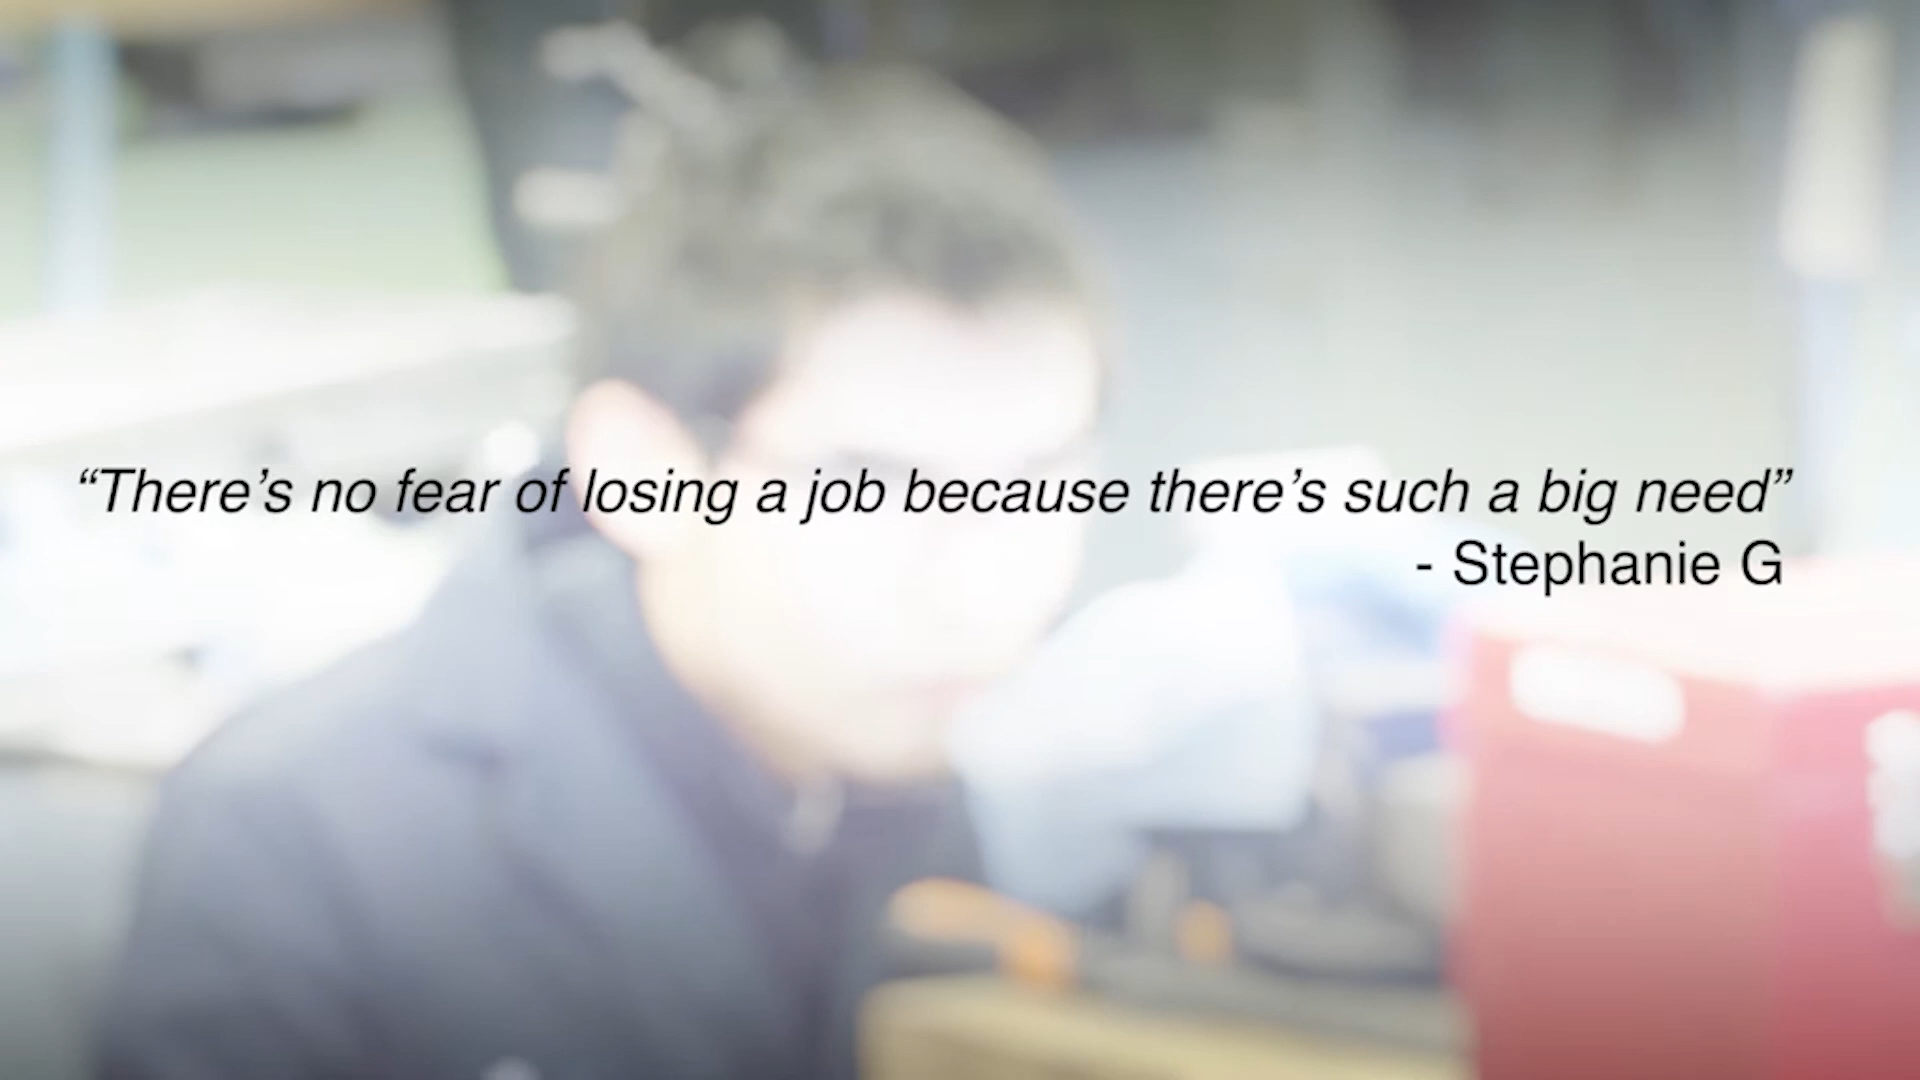 “There’s no fear of losing a job because there’s such a big need”
- Stephanie G